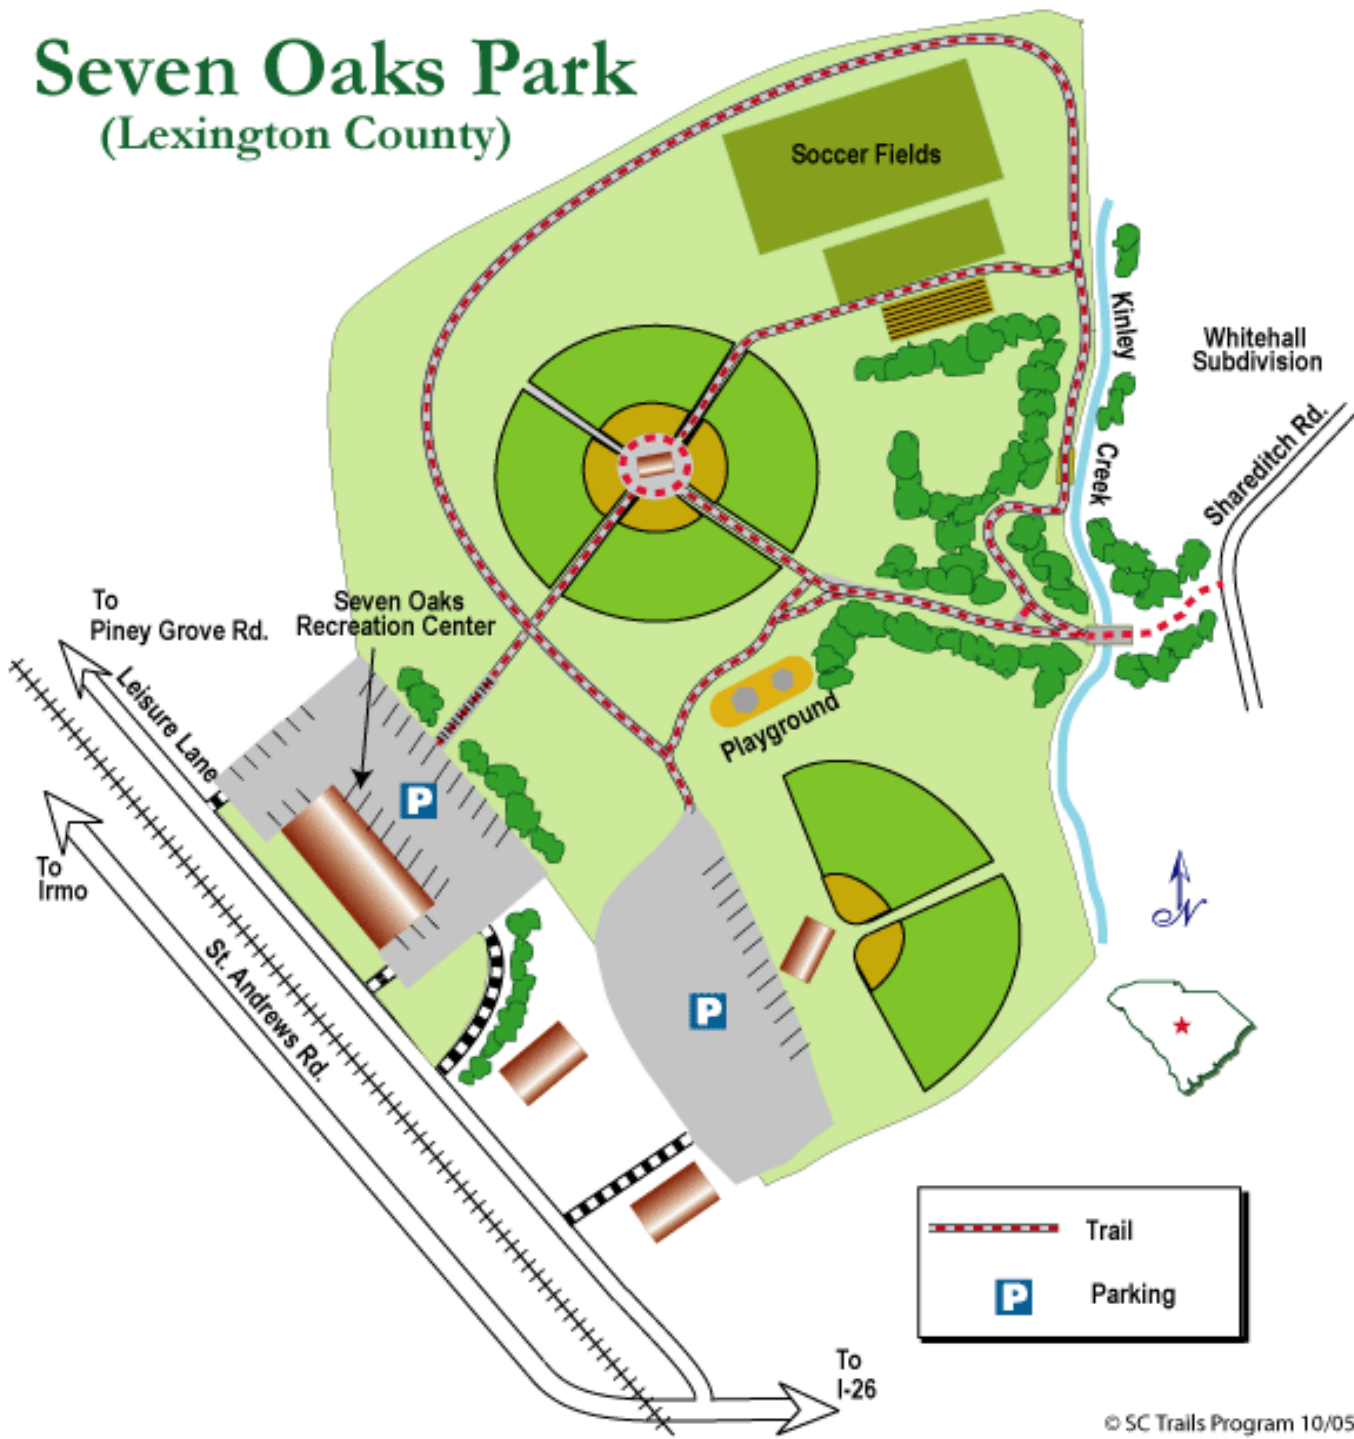 Seven Oaks Park
(Lexington County)
Soccer Fields
Kinley
Creek
Whitehall
Subdivision
Shareditch Rd.
To
Piney Grove Rd.
Seven Oaks
Recreation Center
Leisure Lane
Playground
P
To
Irmo
St. Andrews Rd.
P
N
Trail
P
Parking
To
I-26
© SC Trails Program 10/05